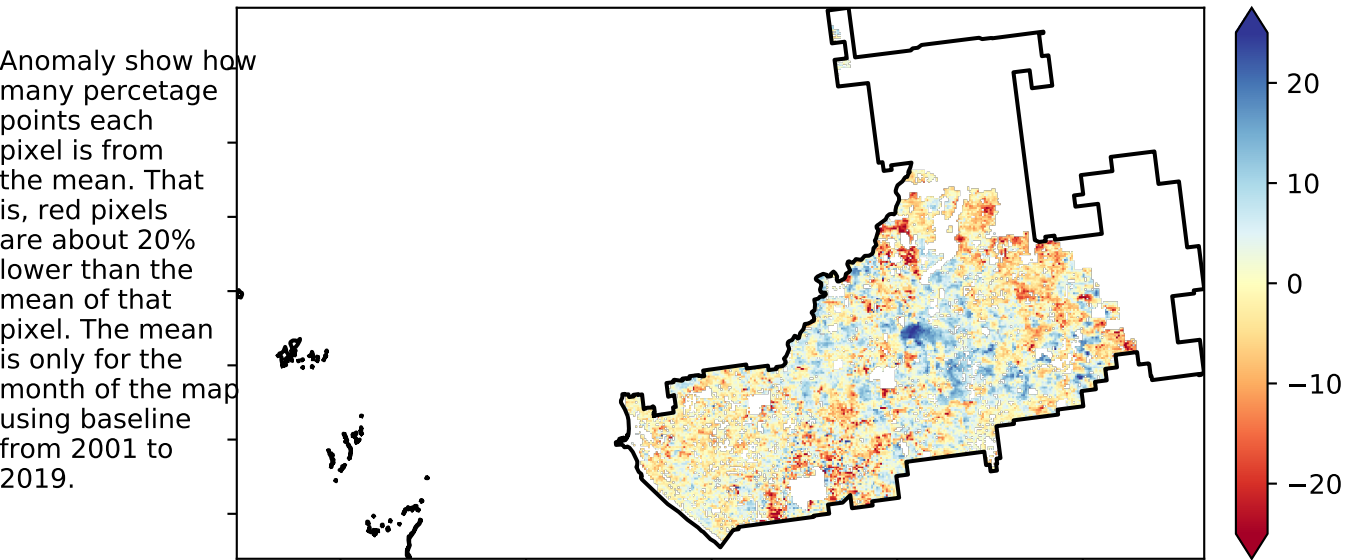 Anomaly show how
many percetage
points each
pixel is from
the mean. That
is, red pixels
are about 20%
lower than the
mean of that
pixel. The mean
is only for the
month of the map
using baseline
from 2001 to
2019.
20
10
0
−10
−20